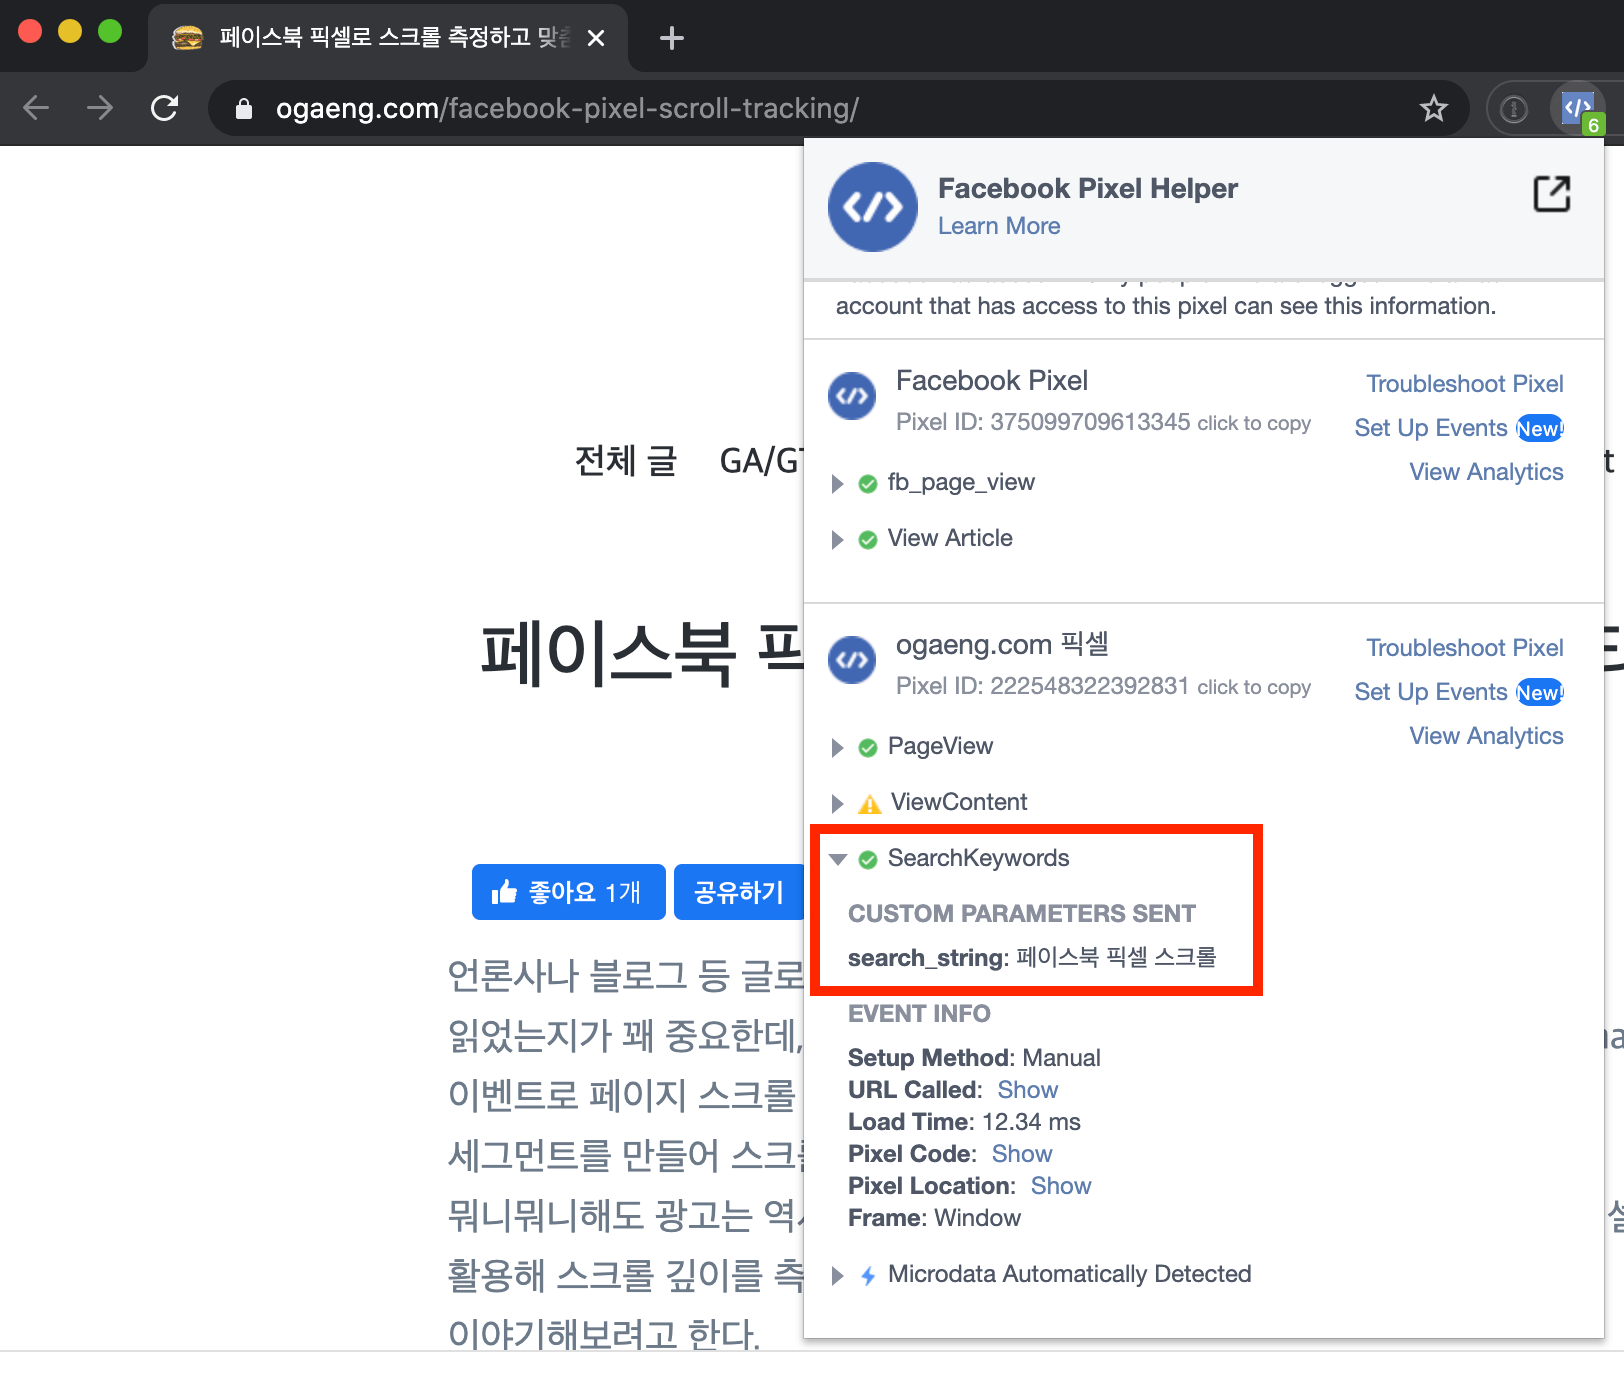 페이스북 픽셀로 스크롤 측정하고 맞춤
ogaeng.com/facebook-pixel-scroll-tracking/
6
Facebook Pixel Helper
Learn More
account that has access to this pixel can see this information.
Facebook Pixel
Troubleshoot Pixel
Pixel ID: 375099709613345 click to copy
Set Up Events New!
View Analytics
전체 글 GA/GT
t
fb_page_view
View Article
페이스북
ogaeng.com 픽셀
Troubleshoot Pixel
Pixel ID: 222548322392831 click to copy
Set Up Events New!
View Analytics
PageView
ViewContent
SearchKeywords
좋아요 1개
공유하기
CUSTOM PARAMETERS SENT
search_string: 페이스북 픽셀 스크롤
언론사나 블로그 등 글로
EVENT INFO
읽었는지가 꽤 중요한데,
Setup Method: Manual
URL Called: Show
이벤트로 페이지 스크롤
Load Time: 12.34 ms
세그먼트를 만들어
Pixel Code: Show
Pixel Location: Show
뭐니뭐니해도 광고는
Frame: Window
활용해 스크롤 깊이를 측
Microdata Automatically Detected
이야기해보려고 한다.